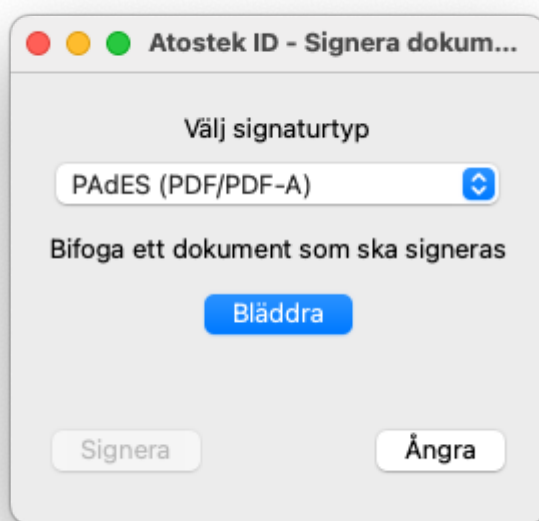 Atostek ID - Signera dokum...
Välj signaturtyp
PAdES (PDF/PDF-A)
Bifoga ett dokument som ska signeras
Bläddra
Signera Ångra